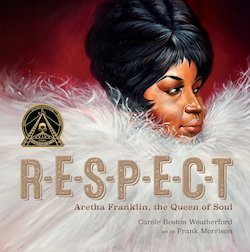 R-E-S-P-E-C-T
Aretha Franklin, the Queen of Soul
Carole Boston Weatherford
art by Frank Morrison